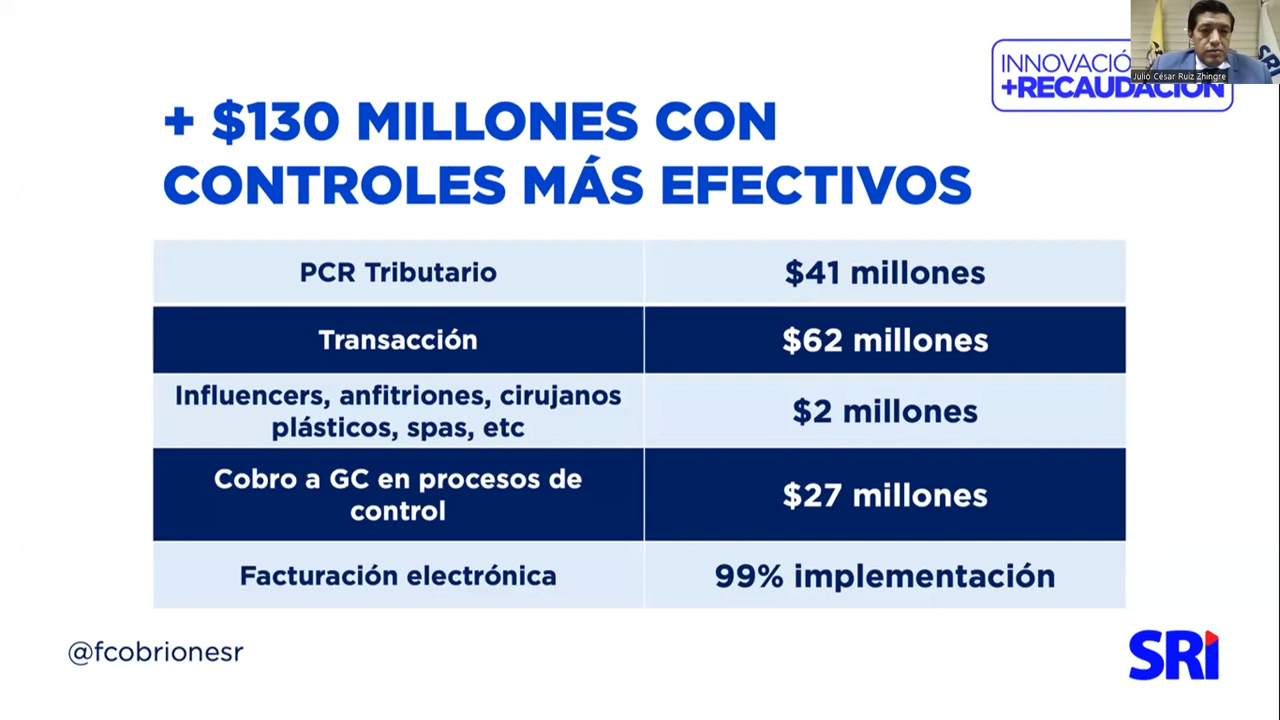 INNOVACIÓ
+RECAUDACIÓN
SRi
Julio César Ruiz Zhingre
+ $130 MILLONES CON
CONTROLES MÁS EFECTIVOS
PCR Tributario
$41 millones
Transacción
$62 millones
Influencers, anfitriones, cirujanos
plásticos, spas, etc
$2 millones
Cobro a GC en procesos de
control
$27 millones
Facturación electrónica
99% implementación
@fcobrionesr
SRi